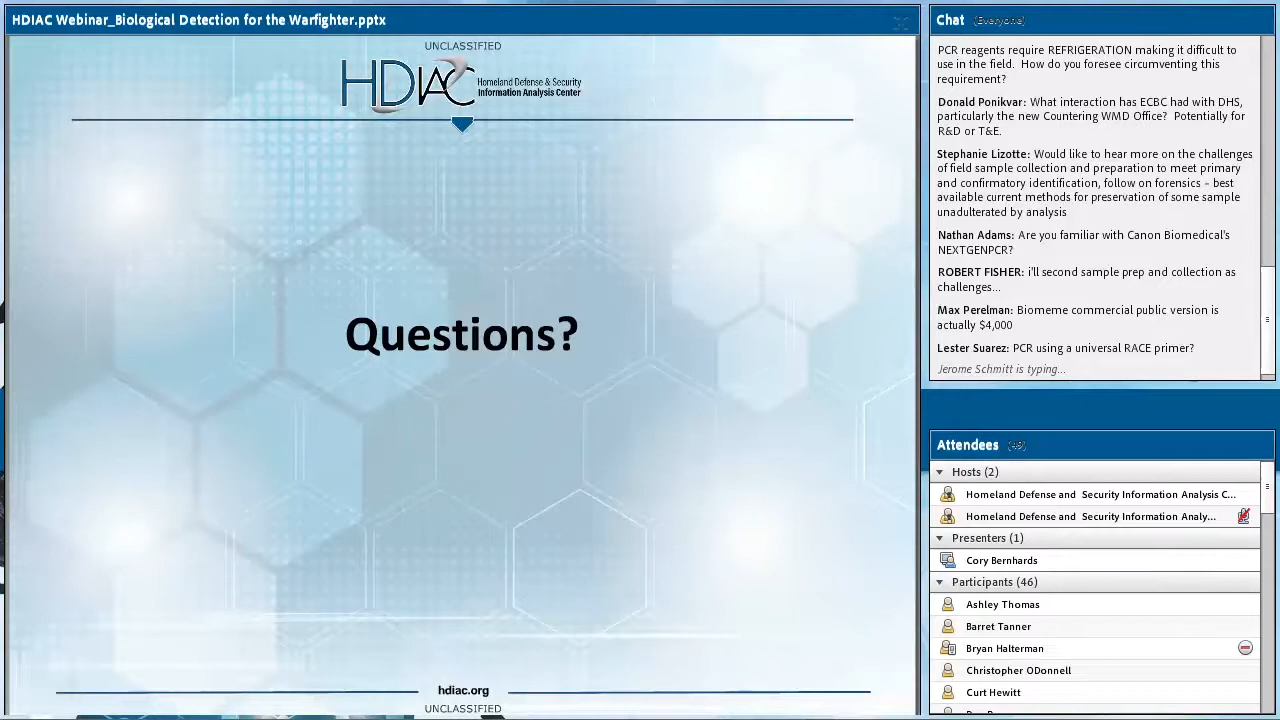 HDIAC Webinar_Biological Detection for the Warfighter.pptx
UNCLASSIFIED
HDIAC
Homeland Defense & Security
Information Analysis Center
Questions?
hdiac.org
UNCLASSIFIED
Chat (Everyone)
PCR reagents require REFRIGERATION making it difficult to
use in the field. How do you foresee circumventing this
requirement?
Donald Ponikvar: What interaction has ECBC had with DHS,
particularly the new Countering WMD Office? Potentially for
R&D or T&E.
Stephanie Lizotte: Would like to hear more on the challenges
of field sample collection and preparation to meet primary
and confirmatory identification, follow on forensics - best
available current methods for preservation of some sample
unadulterated by analysis
Nathan Adams: Are you familiar with Canon Biomedical's
NEXTGENPCR?
ROBERT FISHER: i'll second sample prep and collection as
challenges...
Max Perelman: Biomeme commercial public version is
actually $4,000
Lester Suarez: PCR using a universal RACE primer?
Jerome Schmitt is typing...
Attendees (49)
Hosts (2)
Homeland Defense and Security Information Analysis C...
Homeland Defense and Security Information Analy...
Presenters (1)
Cory Bernhards
Participants (46)
Ashley Thomas
Barret Tanner
Bryan Halterman
Christopher ODonnell
Curt Hewitt